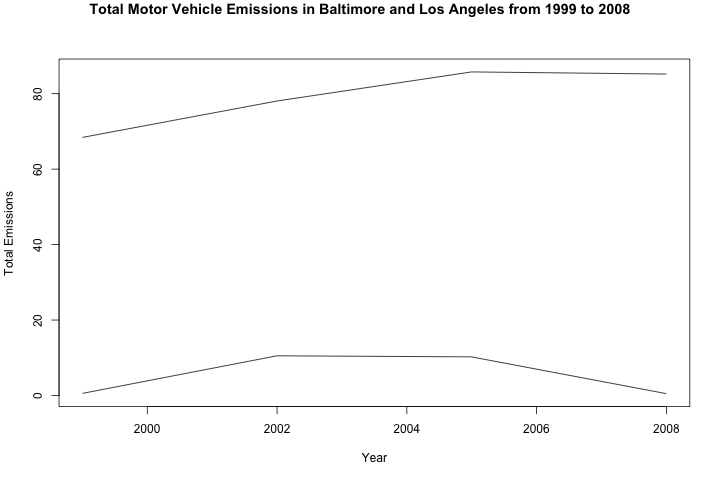 Total Motor Vehicle Emissions in Baltimore and Los Angeles from 1999 to 2008
80
60
40
20
0
Total Emissions
2000 2002 2004 2006 2008
Year